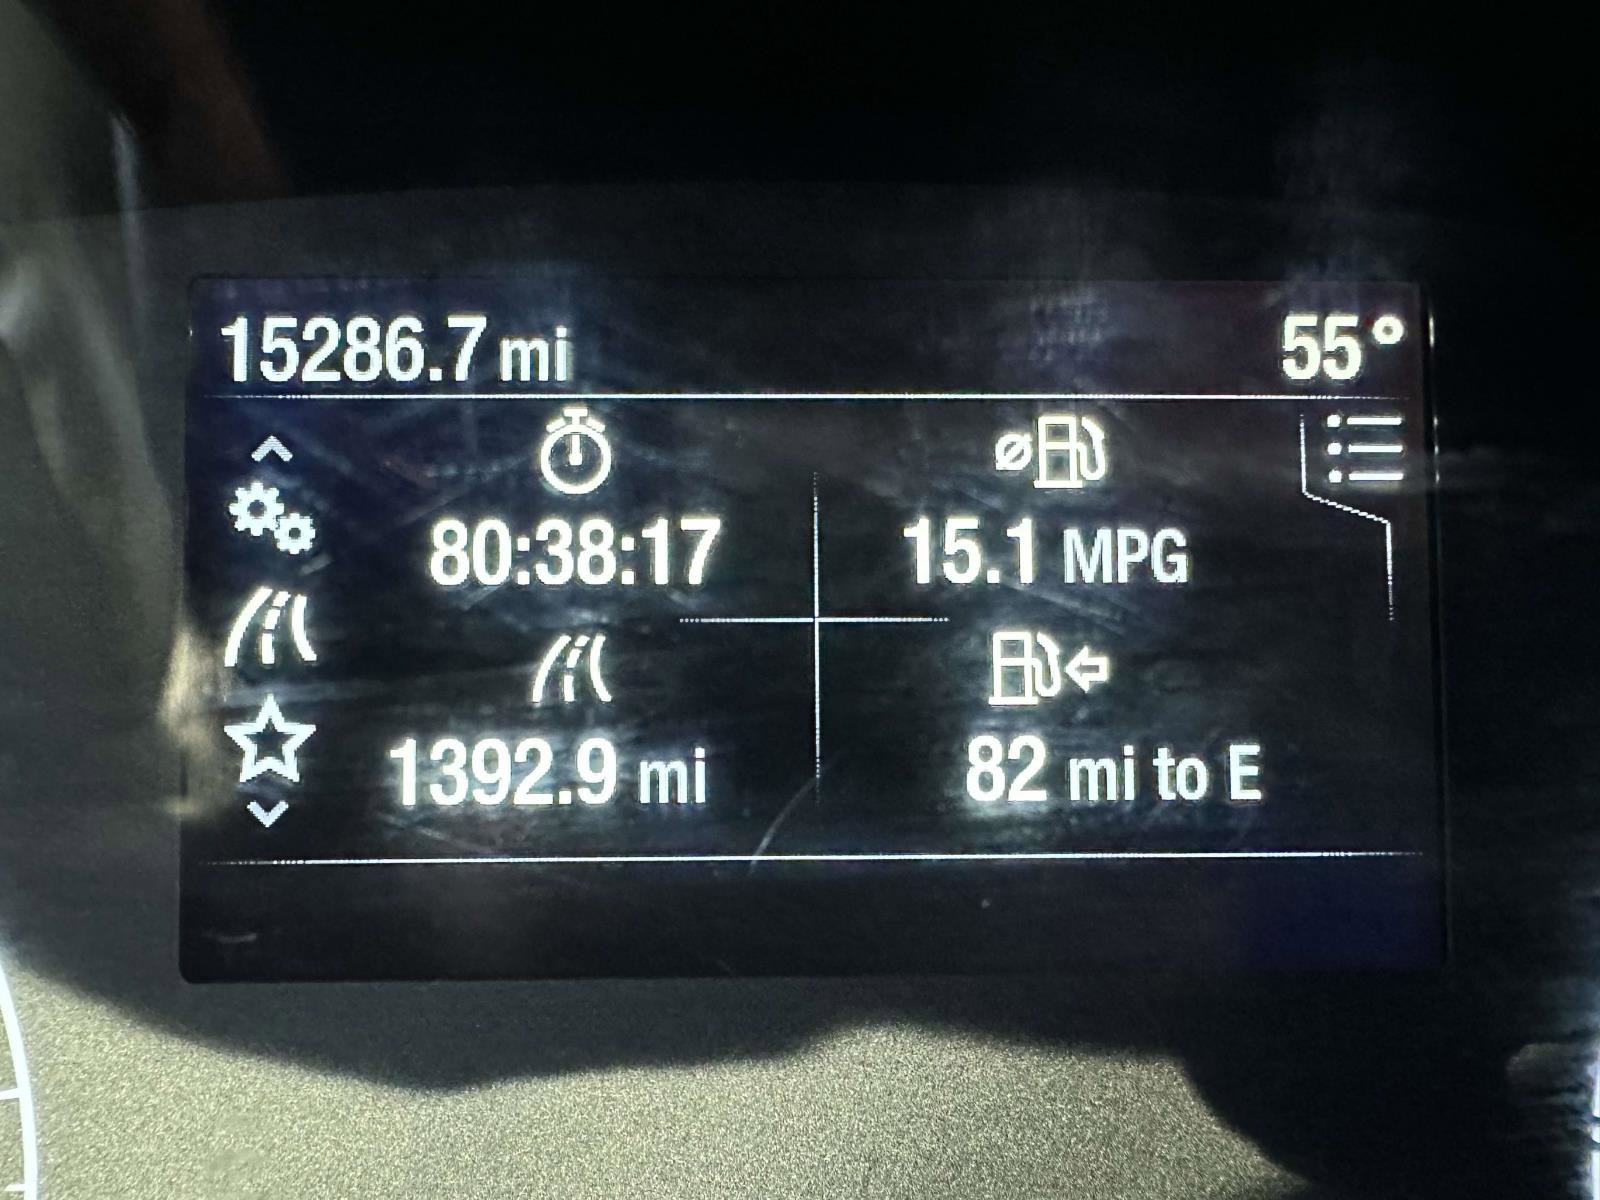 15286.7 mi 55°
80:38:17 15.1 MPG
1392.9 mi 82 mi to E